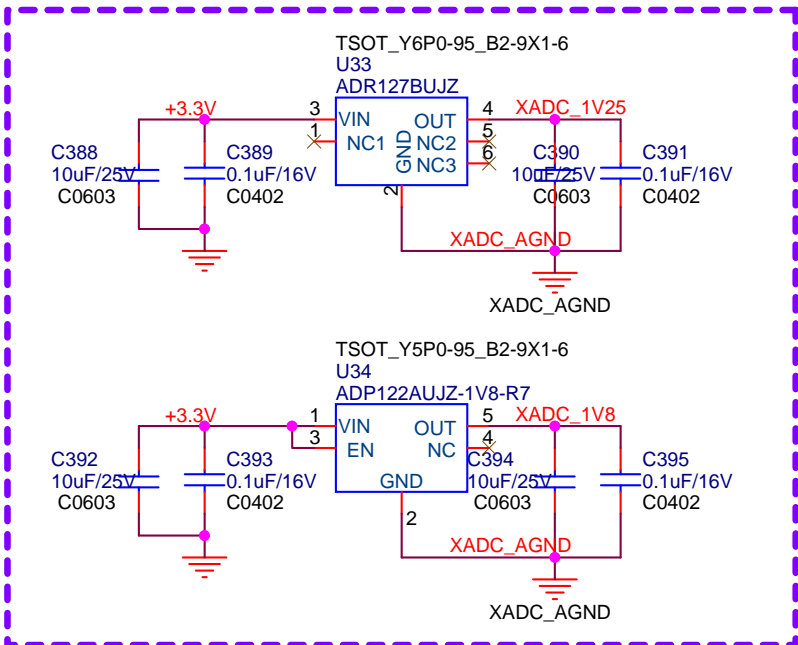 TSOT_Y6P0-95_B2-9X1-6
U33
ADR127BUJZ
+3.3V
3
VIN
OUT
4
XADC_1V25
1
NC1
GND
NC2
5
NC3
6
2
C388
10uF/25V
C0603
C389
0.1uF/16V
C0402
C390
10uF/25V
C0603
C391
0.1uF/16V
C0402
XADC_AGND
XADC_AGND
TSOT_Y5P0-95_B2-9X1-6
U34
ADP122AUJZ-1V8-R7
+3.3V
1
VIN
OUT
5
XADC_1V8
3
EN
NC
4
GND
2
C392
10uF/25V
C0603
C393
0.1uF/16V
C0402
C394
10uF/25V
C0603
C395
0.1uF/16V
C0402
XADC_AGND
XADC_AGND